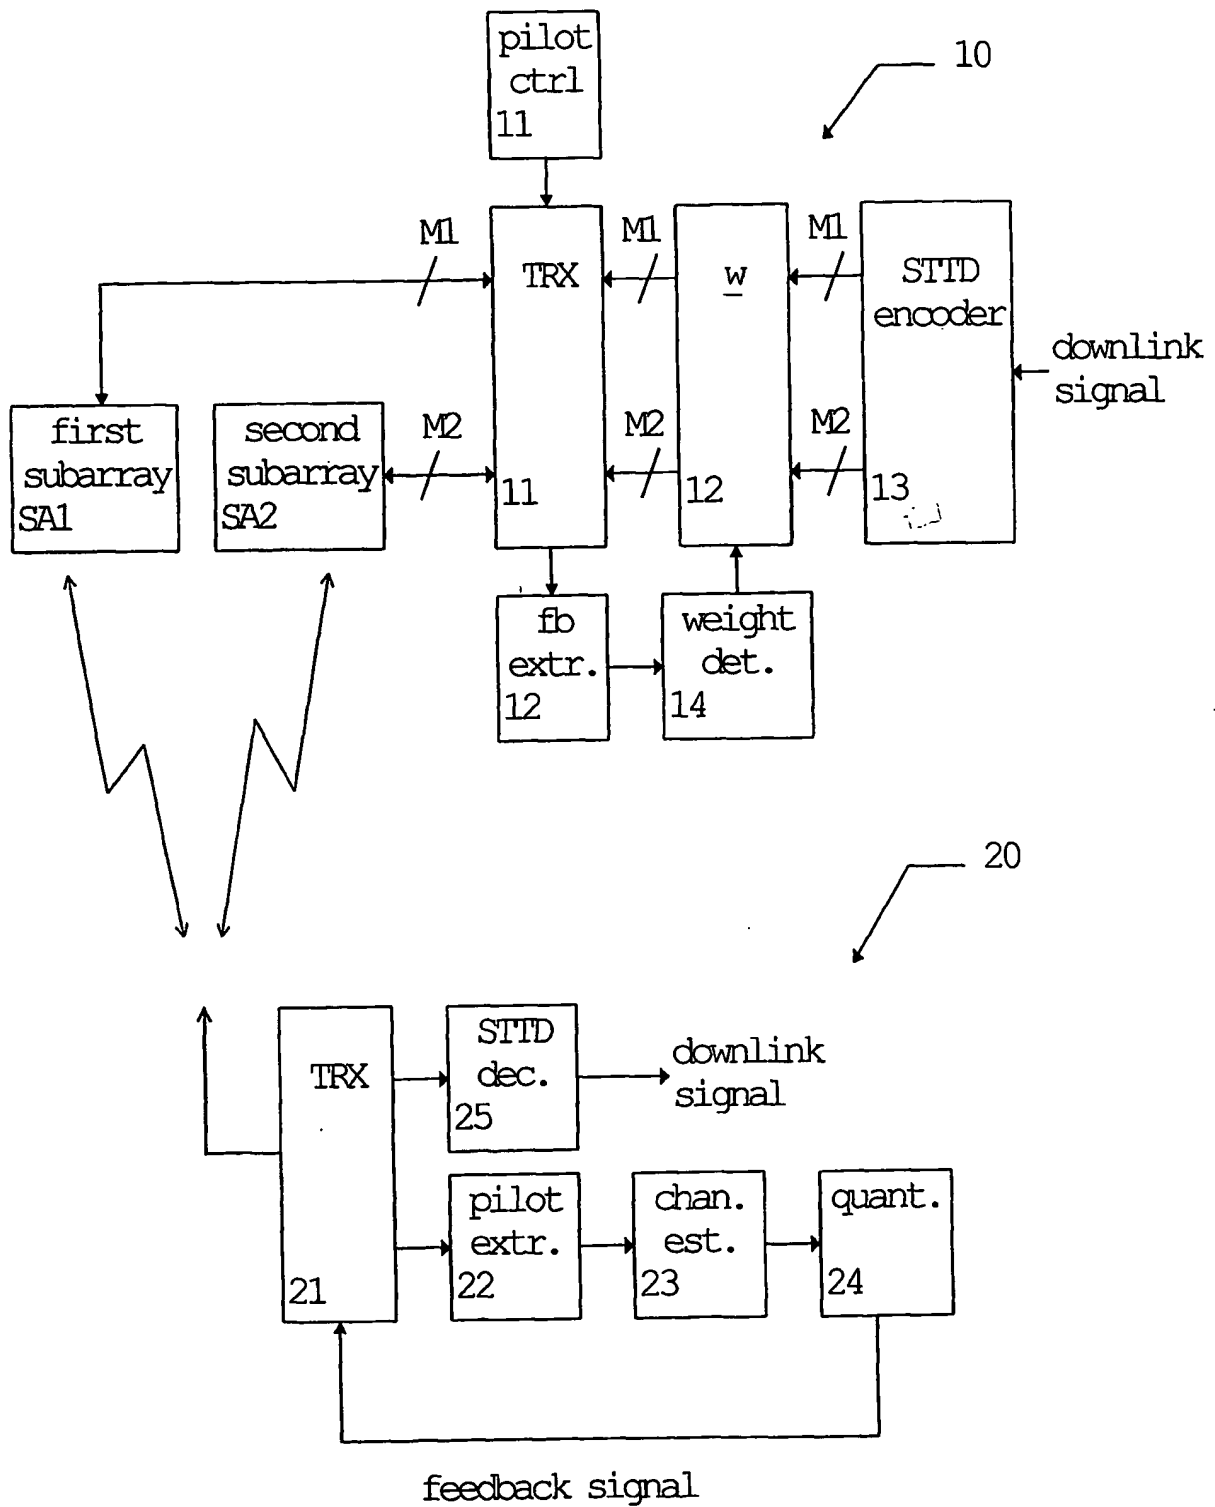 pilot
ctrl
11
10
M1
TRX
M1
w
M1
STTD
encoder
downlink
signal
first
subarray
SA1
second
subarray
SA2
M2
11
M2
12
M2
13
fb
extr.
12
weight
det.
14
20
TRX
21
STTD
dec.
25
downlink
signal
pilot
extr.
22
chan.
est.
23
quant.
24
feedback signal